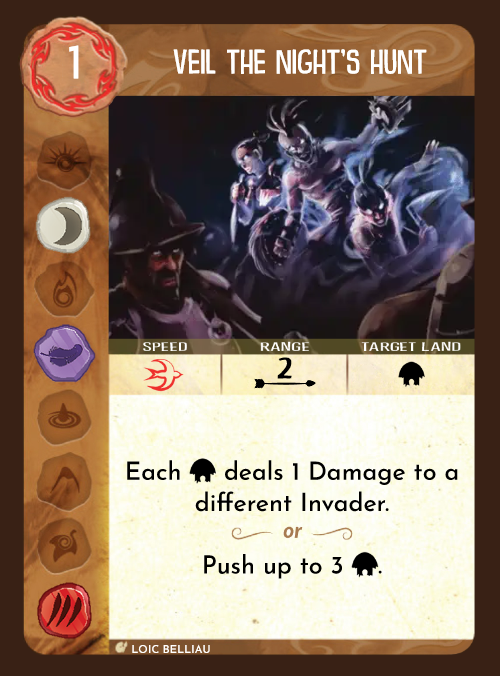 1
VEIL THE NIGHT'S HUNT
SPEED RANGE TARGET LAND
2
Each deals 1 Damage to a
different Invader.
or
Push up to 3 .
LOIC BELLIAU